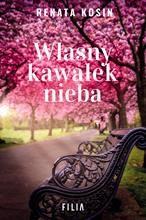 RENATA KOSIN
Własny
kawałek
nieba
FILIA